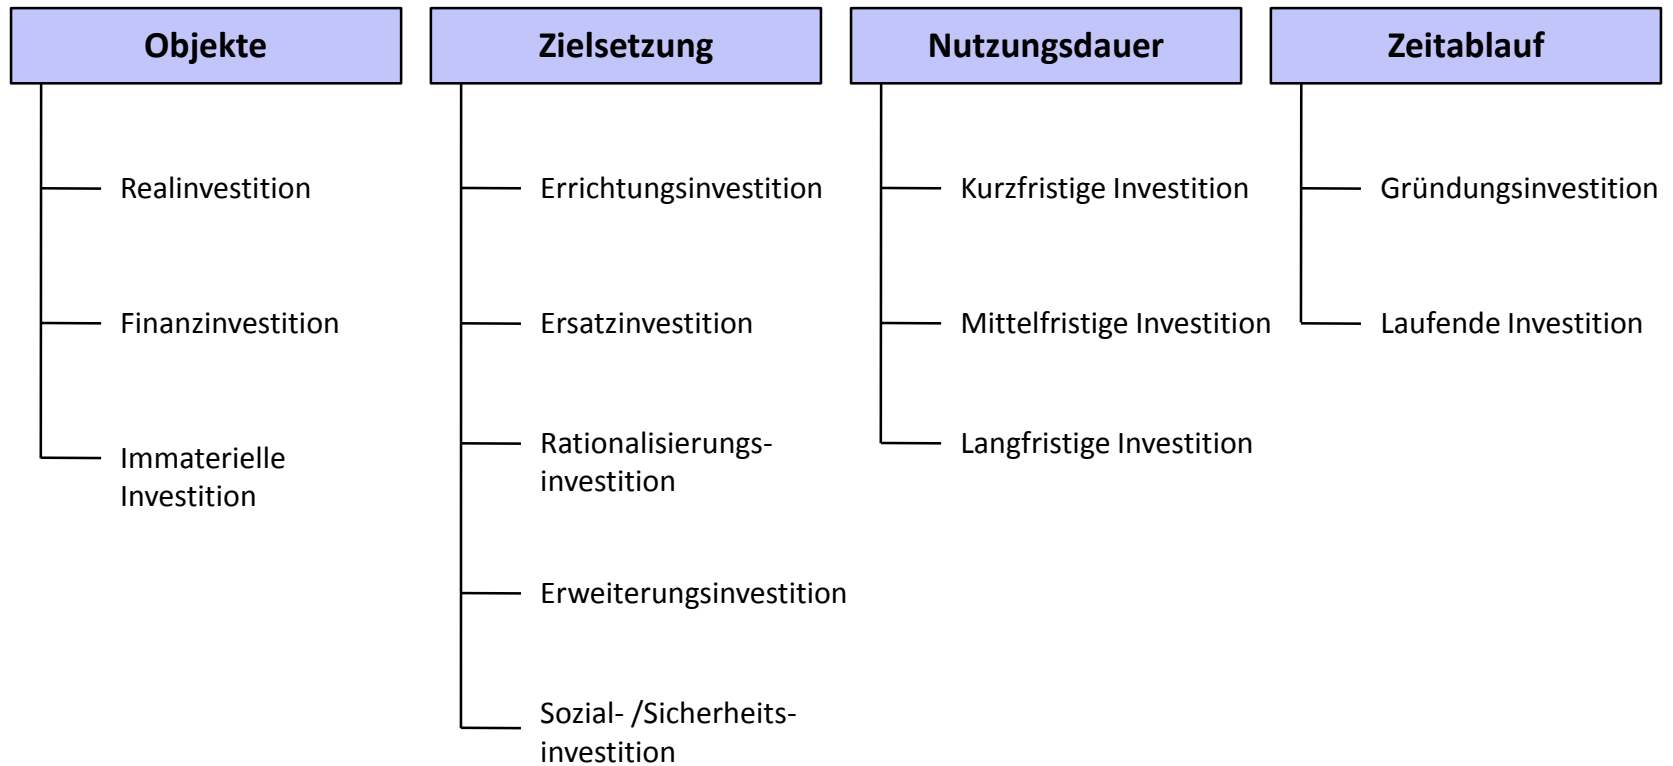 Objekte
Realinvestition
Finanzinvestition
Immaterielle
Investition
Zielsetzung
Errichtungsinvestition
Ersatzinvestition
Rationalisierungs-
investition
Erweiterungsinvestition
Sozial- /Sicherheits-
investition
Nutzungsdauer
Kurzfristige Investition
Mittelfristige Investition
Langfristige Investition
Zeitablauf
Gründungsinvestition
Laufende Investition